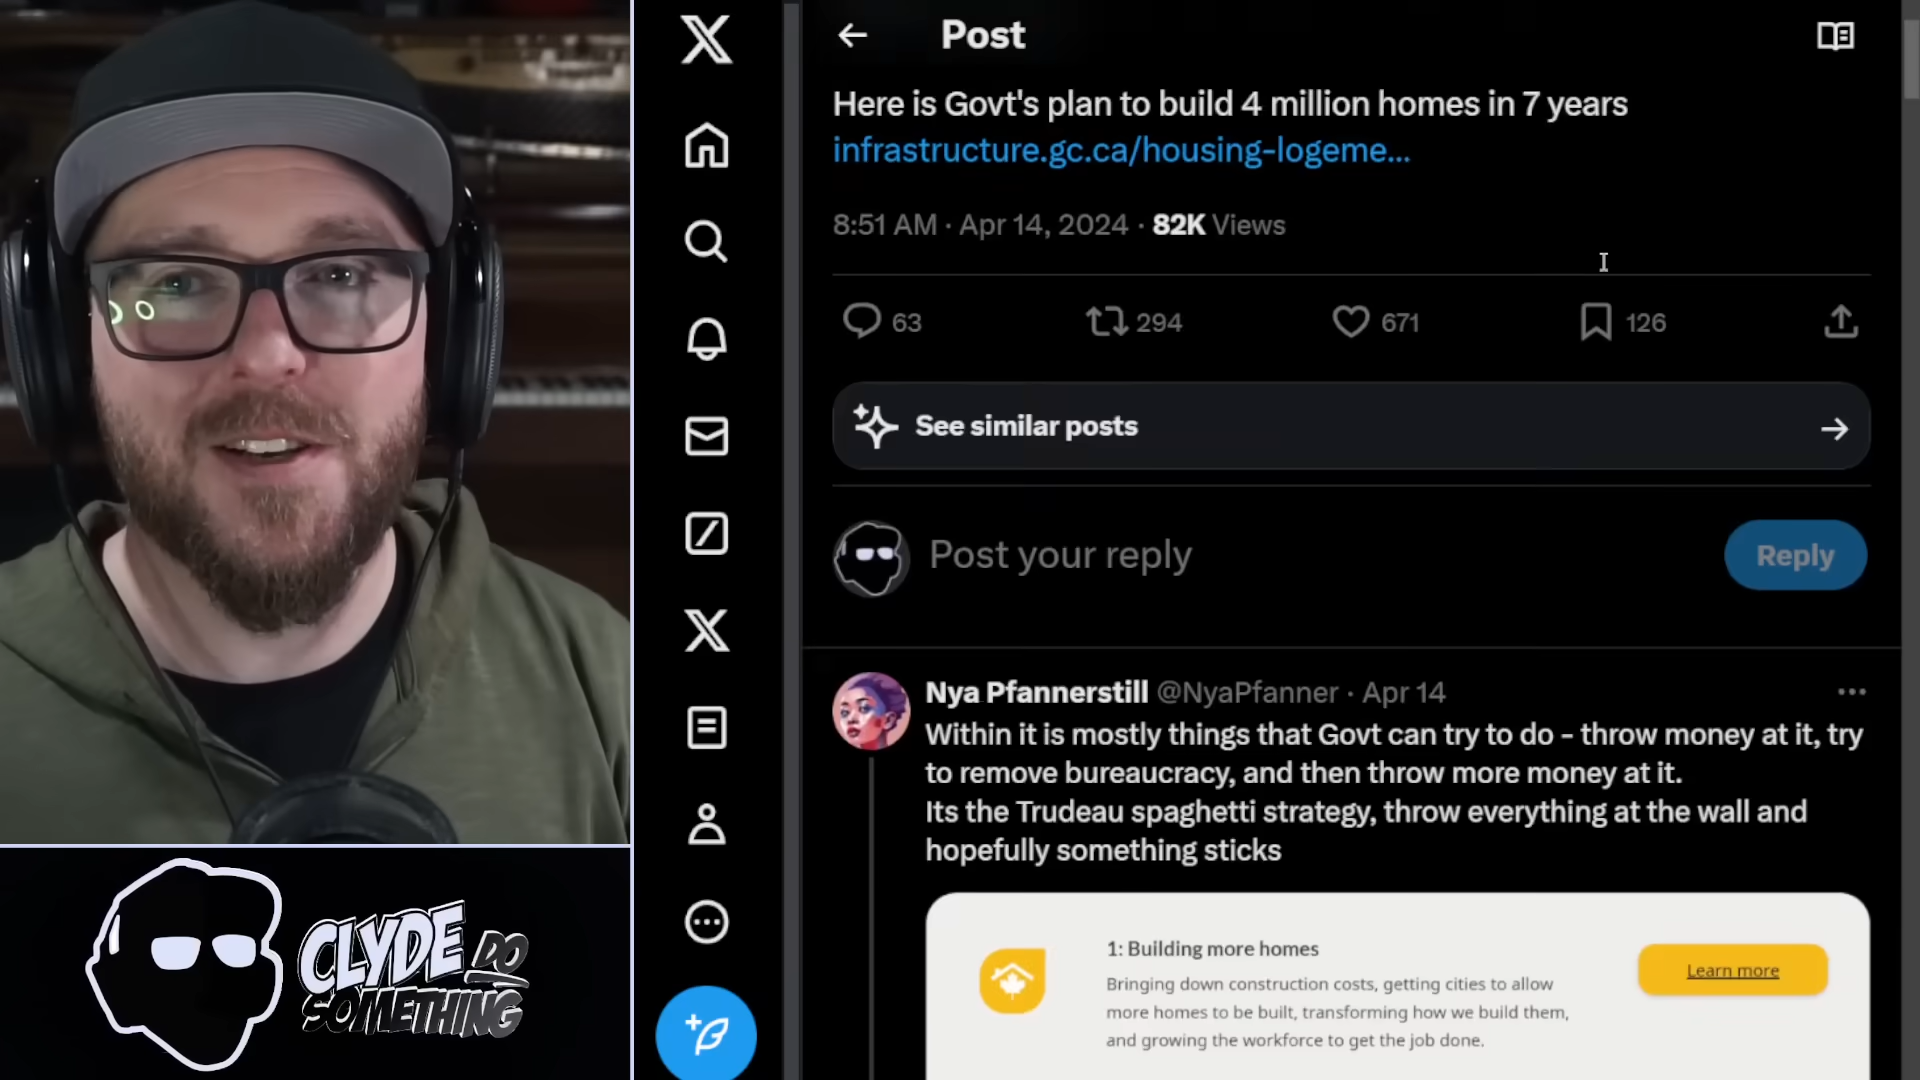 Post
Here is Govt's plan to build 4 million homes in 7 years
infrastructure.gc.ca/housing-logeme...
8:51 AM · Apr 14, 2024 · 82K Views
63 294 671 126
See similar posts
Post your reply
Reply
Nya Pfannerstill @NyaPfanner · Apr 14
Within it is mostly things that Govt can try to do - throw money at it, try
to remove bureaucracy, and then throw more money at it.
Its the Trudeau spaghetti strategy, throw everything at the wall and
hopefully something sticks
1: Building more homes
Bringing down construction costs, getting cities to allow
more homes to be built, transforming how we build them,
and growing the workforce to get the job done.
Learn more
CLYDE DO
SOMETHING